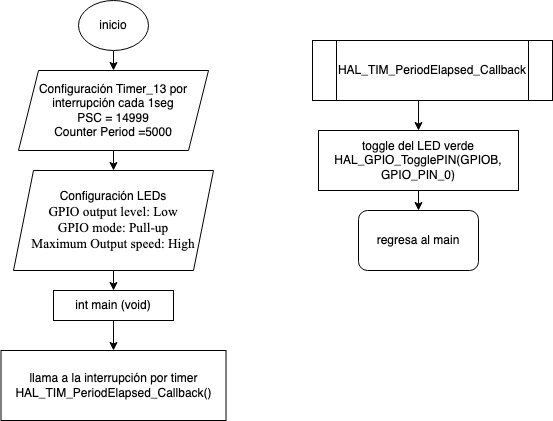 inicio
Configuración Timer_13 por
interrupción cada 1seg
PSC = 14999
Counter Period =5000
Configuración LEDs
GPIO output level: Low
GPIO mode: Pull-up
Maximum Output speed: High
int main (void)
llama a la interrupción por timer
HAL_TIM_PeriodElapsed_Callback()
HAL_TIM_PeriodElapsed_Callback
toggle del LED verde
HAL_GPIO_TogglePIN(GPIOB,
GPIO_PIN_0)
regresa al main